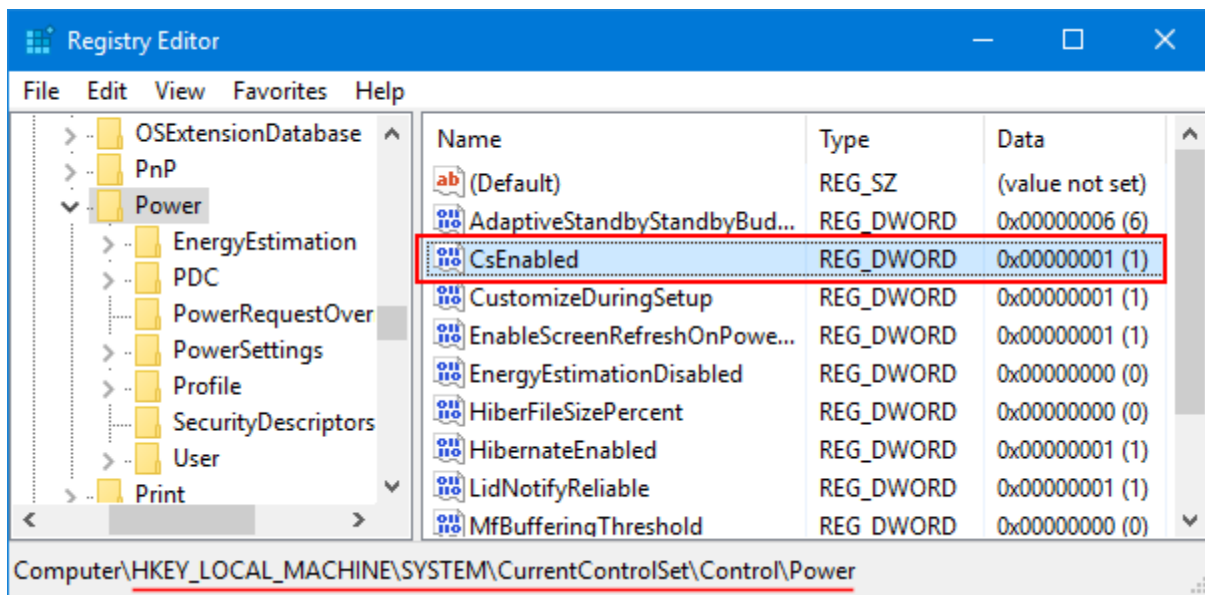 Registry Editor
File Edit View Favorites Help
OSExtensionDatabase
PnP
Power
EnergyEstimation
PDC
PowerRequestOver
PowerSettings
Profile
SecurityDescriptors
User
Print
Name Type Data
(Default) REG_SZ (value not set)
AdaptiveStandbyStandbyBud... REG_DWORD 0x00000006 (6)
CsEnabled REG_DWORD 0x00000001 (1)
CustomizeDuringSetup REG_DWORD 0x00000001 (1)
EnableScreenRefreshOnPowe... REG_DWORD 0x00000001 (1)
EnergyEstimationDisabled REG_DWORD 0x00000000 (0)
HiberFileSizePercent REG_DWORD 0x00000000 (0)
HibernateEnabled REG_DWORD 0x00000001 (1)
LidNotifyReliable REG_DWORD 0x00000001 (1)
MfBufferingThreshold REG_DWORD 0x00000000 (0)
Computer\HKEY_LOCAL_MACHINE\SYSTEM\CurrentControlSet\Control\Power